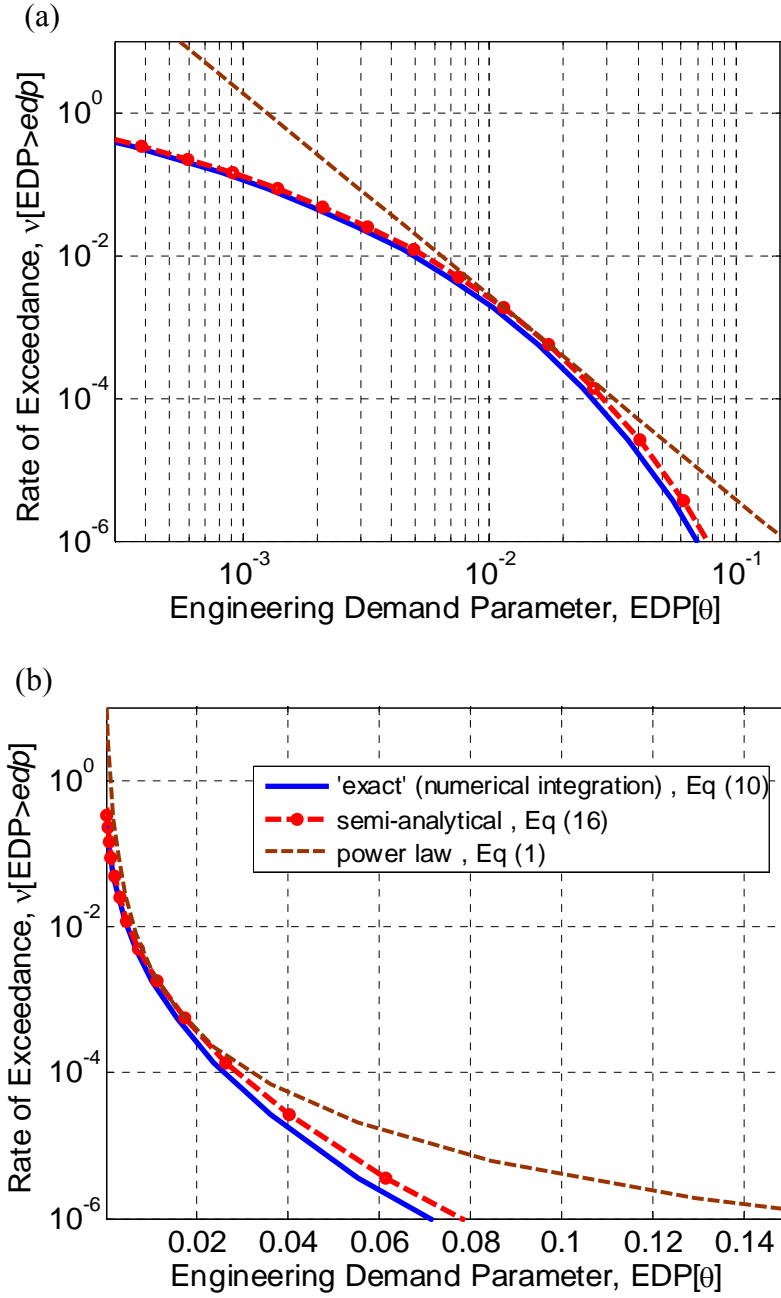 (a)
10^0
10^-2
10^-4
10^-6
Rate of Exceedance, ν[EDP>edp]
10^-3
10^-2
10^-1
Engineering Demand Parameter, EDP[θ]
(b)
10^0
10^-2
10^-4
10^-6
Rate of Exceedance, ν[EDP>edp]
'exact' (numerical integration) , Eq (10)
semi-analytical , Eq (16)
power law , Eq (1)
0.02
0.04
0.06
0.08
0.1
0.12
0.14
Engineering Demand Parameter, EDP[θ]